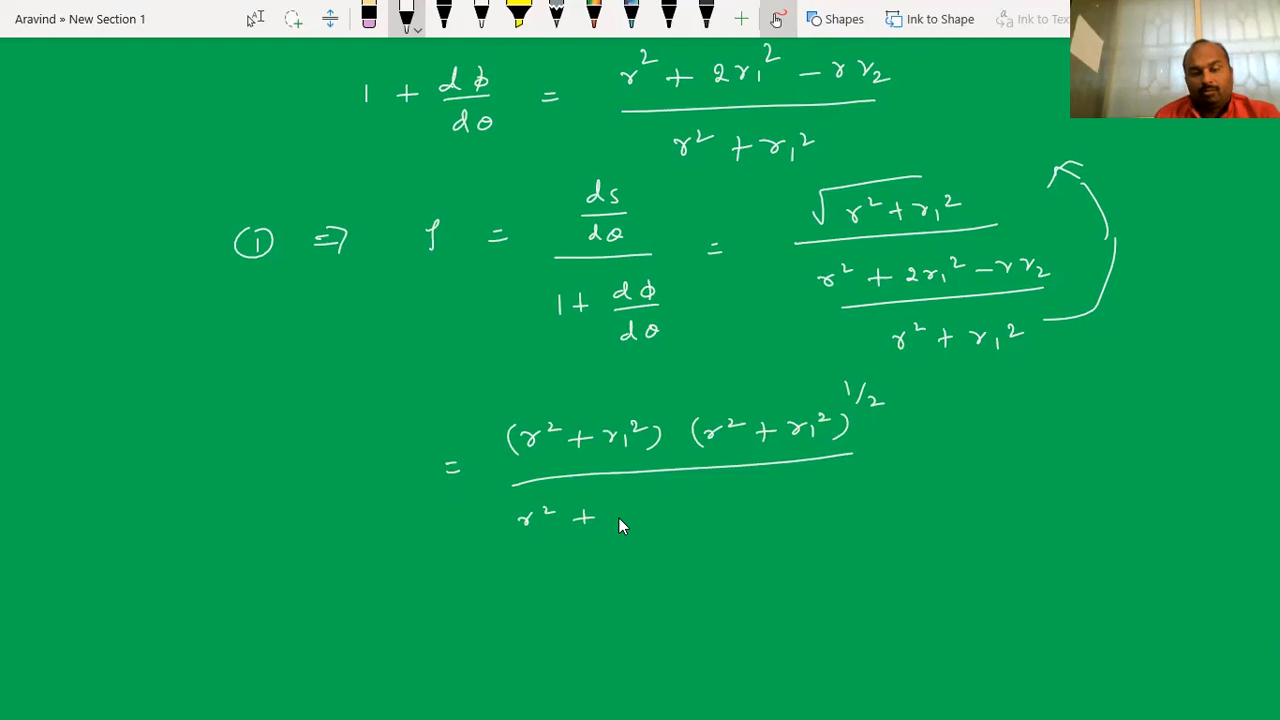 Aravind » New Section 1
Shapes
Ink to Shape
Ink to Text
1 + dφ/dθ = (r² + 2r₁² - r r₂) / (r² + r₁²)
① ⇒ ρ = (ds/dθ) / (1 + dφ/dθ) = √(r² + r₁²) / ((r² + 2r₁² - r r₂) / (r² + r₁²))
= (r² + r₁²) (r² + r₁²)^1/2
r² +